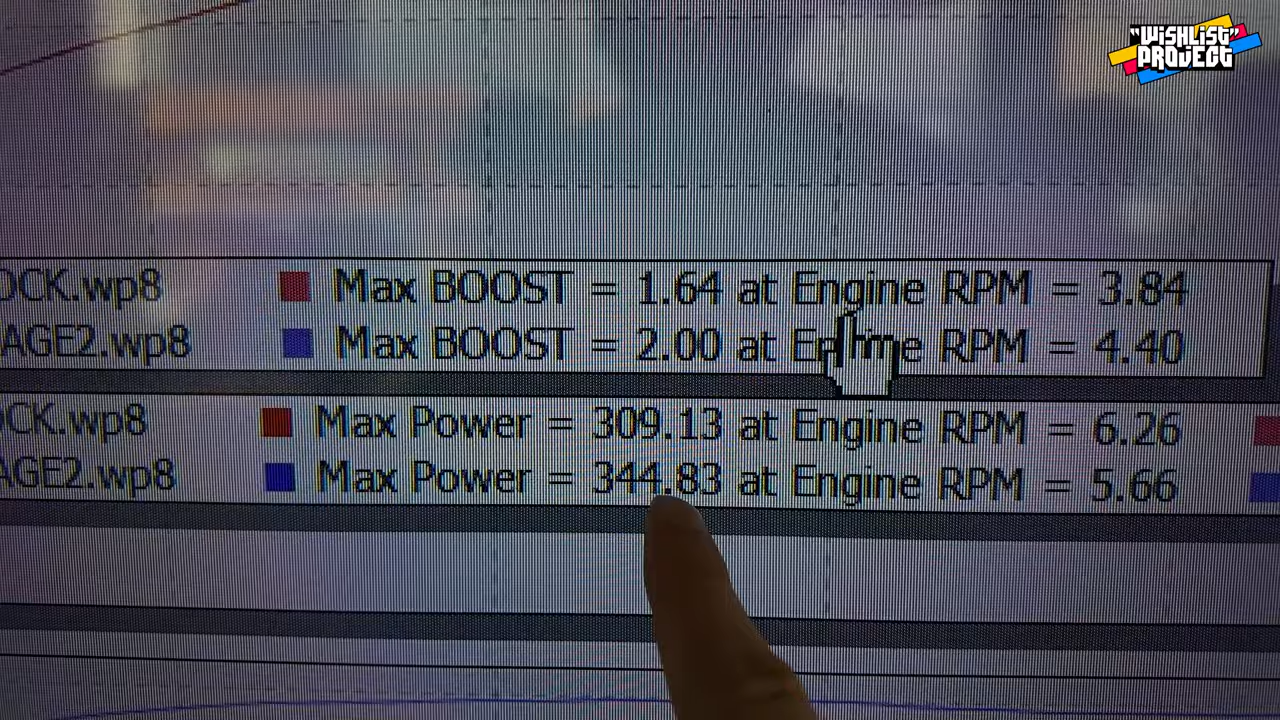 "WISHLIST"
PROJECT
OCK.wp8 Max BOOST = 1.64 at Engine RPM = 3.84
AGE2.wp8 Max BOOST = 2.00 at Engine RPM = 4.40
OCK.wp8 Max Power = 309.13 at Engine RPM = 6.26
AGE2.wp8 Max Power = 344.83 at Engine RPM = 5.66